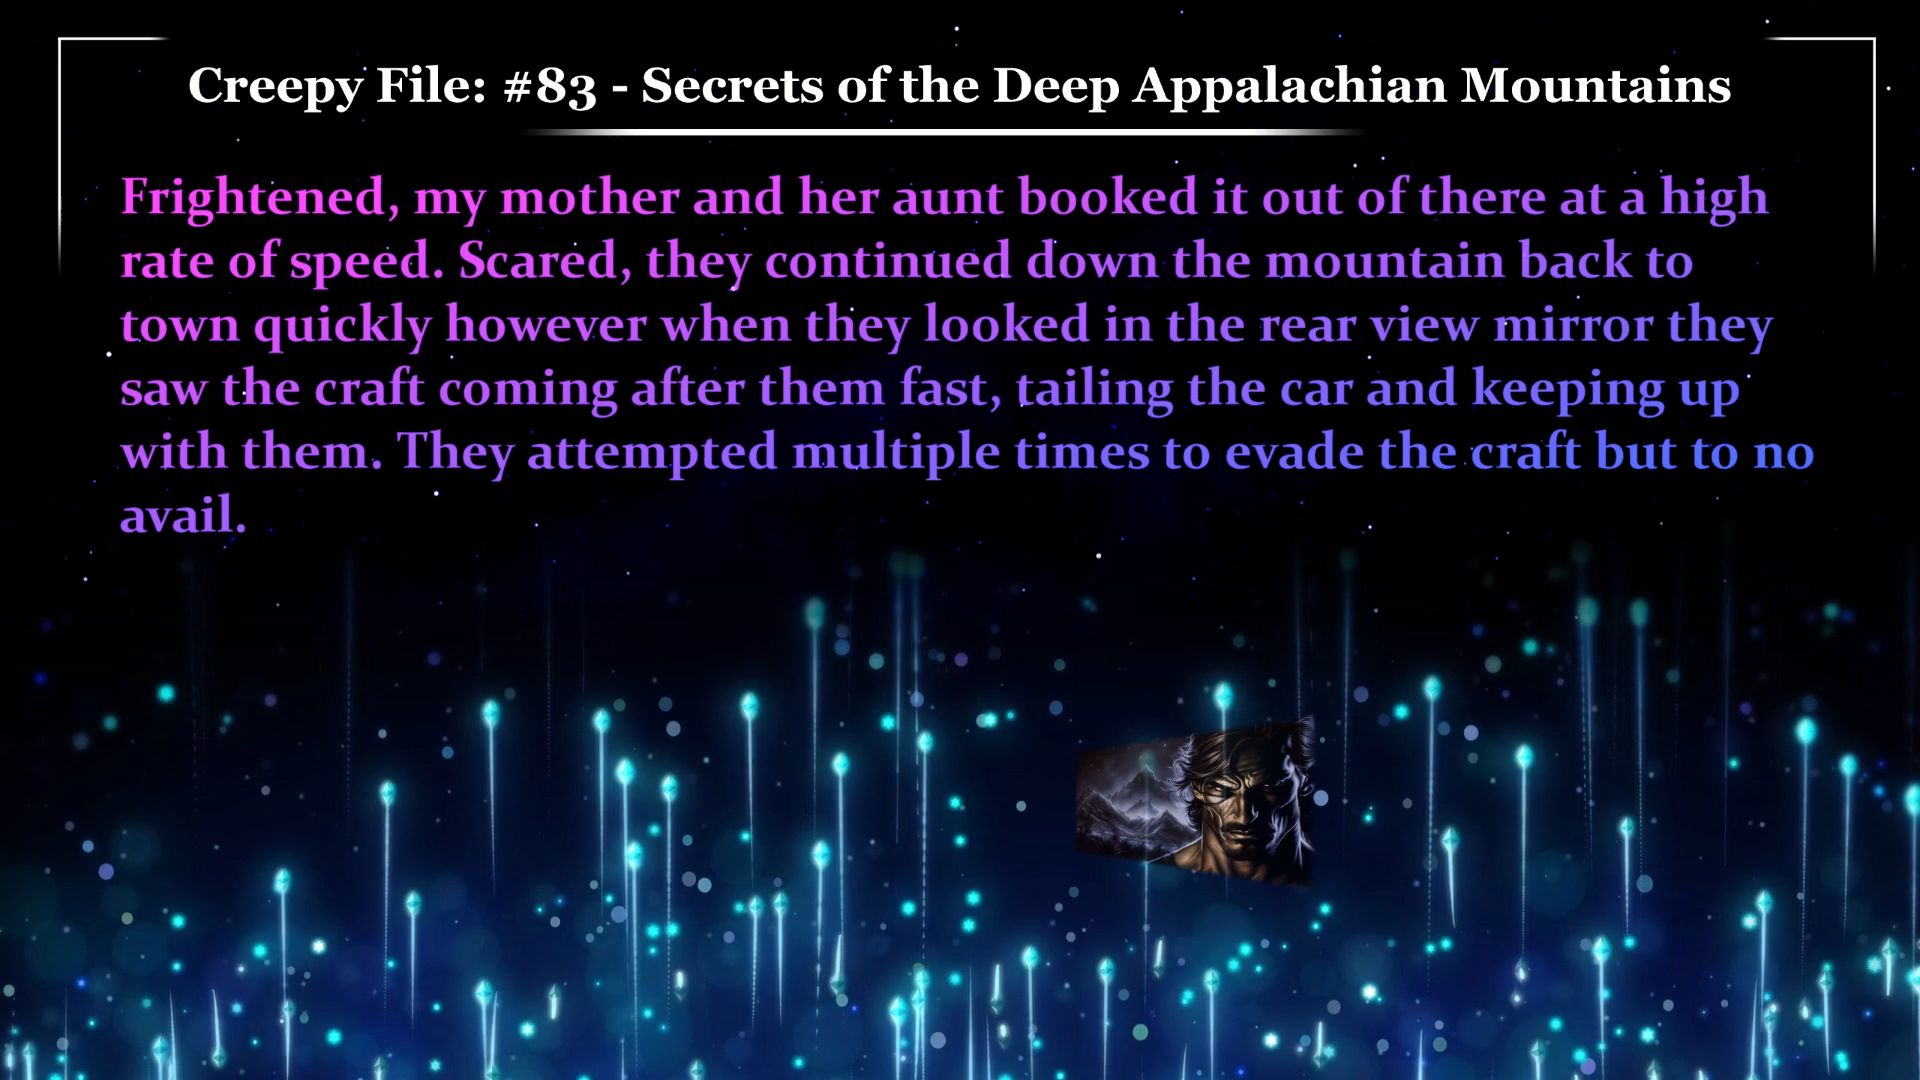 Creepy File: #83 - Secrets of the Deep Appalachian Mountains
Frightened, my mother and her aunt booked it out of there at a high
rate of speed. Scared, they continued down the mountain back to
town quickly however when they looked in the rear view mirror they
saw the craft coming after them fast, tailing the car and keeping up
with them. They attempted multiple times to evade the craft but to no
avail.